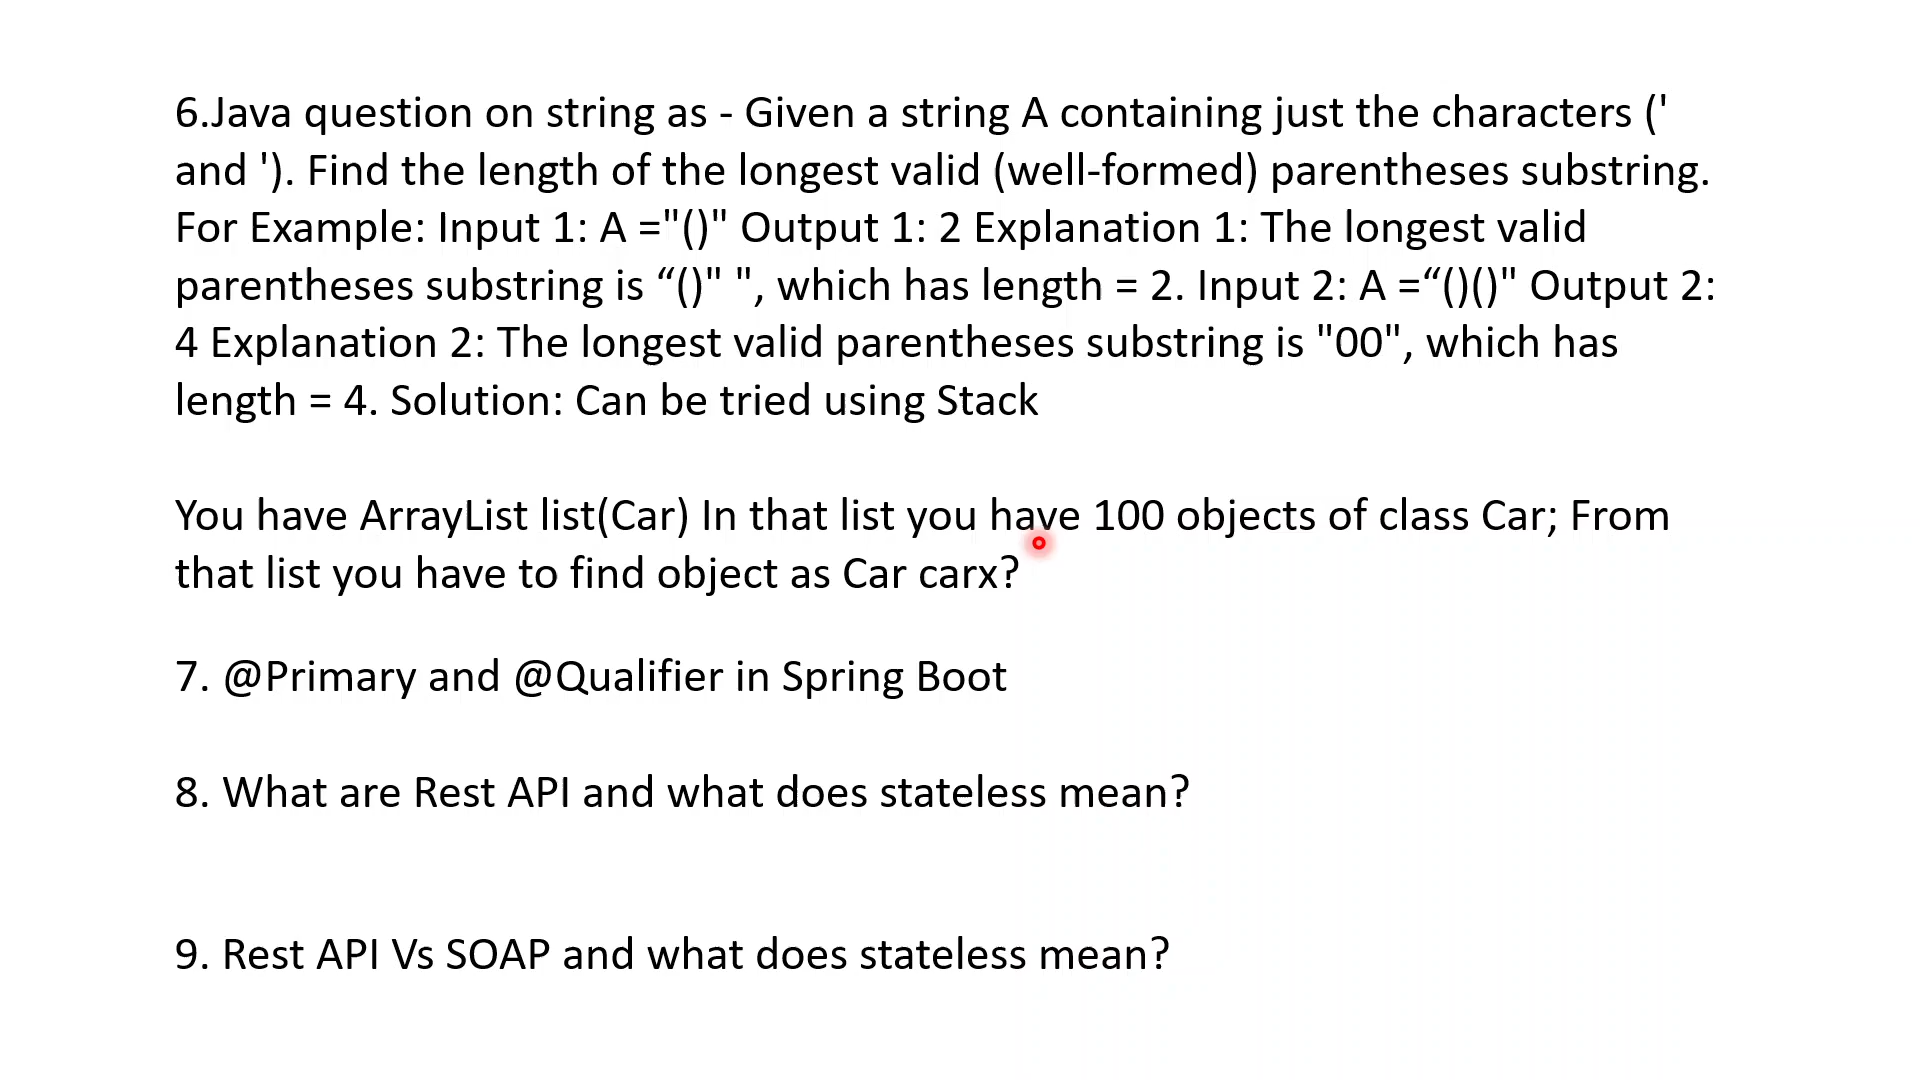 6.Java question on string as - Given a string A containing just the characters ('
and '). Find the length of the longest valid (well-formed) parentheses substring.
For Example: Input 1: A ="()" Output 1: 2 Explanation 1: The longest valid
parentheses substring is “()" ", which has length = 2. Input 2: A =“()()" Output 2:
4 Explanation 2: The longest valid parentheses substring is "00", which has
length = 4. Solution: Can be tried using Stack
You have ArrayList list(Car) In that list you have 100 objects of class Car; From
that list you have to find object as Car carx?
7. @Primary and @Qualifier in Spring Boot
8. What are Rest API and what does stateless mean?
9. Rest API Vs SOAP and what does stateless mean?